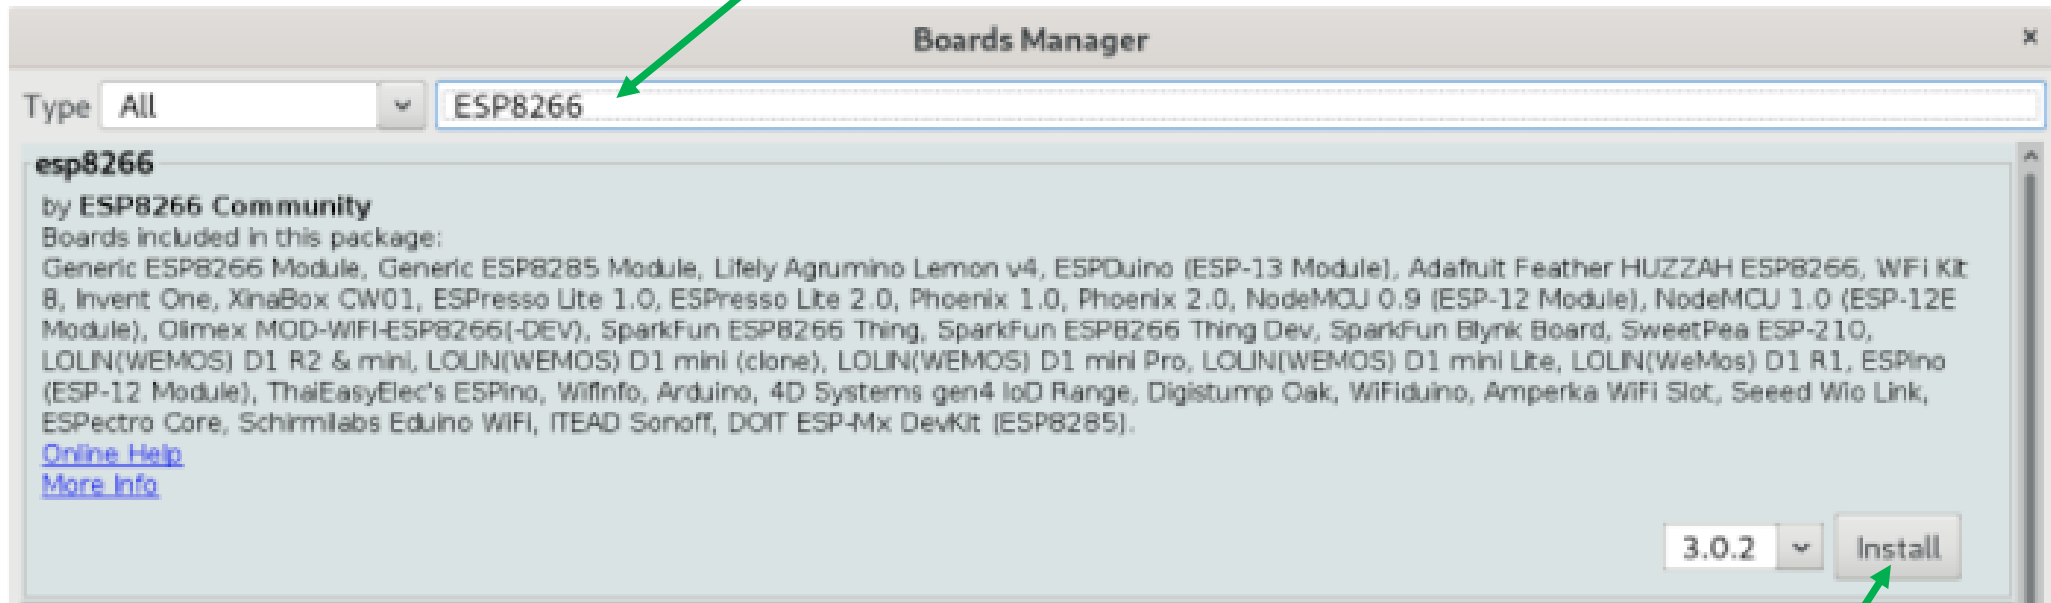 Boards Manager
Type All ESP8266
esp8266
by ESP8266 Community
Boards included in this package:
Generic ESP8266 Module, Generic ESP8285 Module, Lifely Agrumino Lemon v4, ESPDuino (ESP-13 Module), Adafruit Feather HUZZAH ESP8266, WiFi Kit
8, Invent One, XinaBox CW01, ESPresso Lite 1.0, ESPresso Lite 2.0, Phoenix 1.0, Phoenix 2.0, NodeMCU 0.9 (ESP-12 Module), NodeMCU 1.0 (ESP-12E
Module), Olimex MOD-WIFI-ESP8266(-DEV), SparkFun ESP8266 Thing, SparkFun ESP8266 Thing Dev, SparkFun Blynk Board, SweetPea ESP-210,
LOLIN(WEMOS) D1 R2 & mini, LOLIN(WEMOS) D1 mini (clone), LOLIN(WEMOS) D1 mini Pro, LOLIN(WEMOS) D1 mini Lite, LOLIN(WeMos) D1 R1, ESPino
(ESP-12 Module), ThaiEasyElec's ESPino, WifInfo, Arduino, 4D Systems gen4 IoD Range, Digistump Oak, WiFiduino, Amperka WiFi Slot, Seeed Wio Link,
ESPectro Core, Schirmilabs Eduino WiFi, ITEAD Sonoff, DOIT ESP-Mx DevKit (ESP8285).
Online Help
More Info
3.0.2 Install